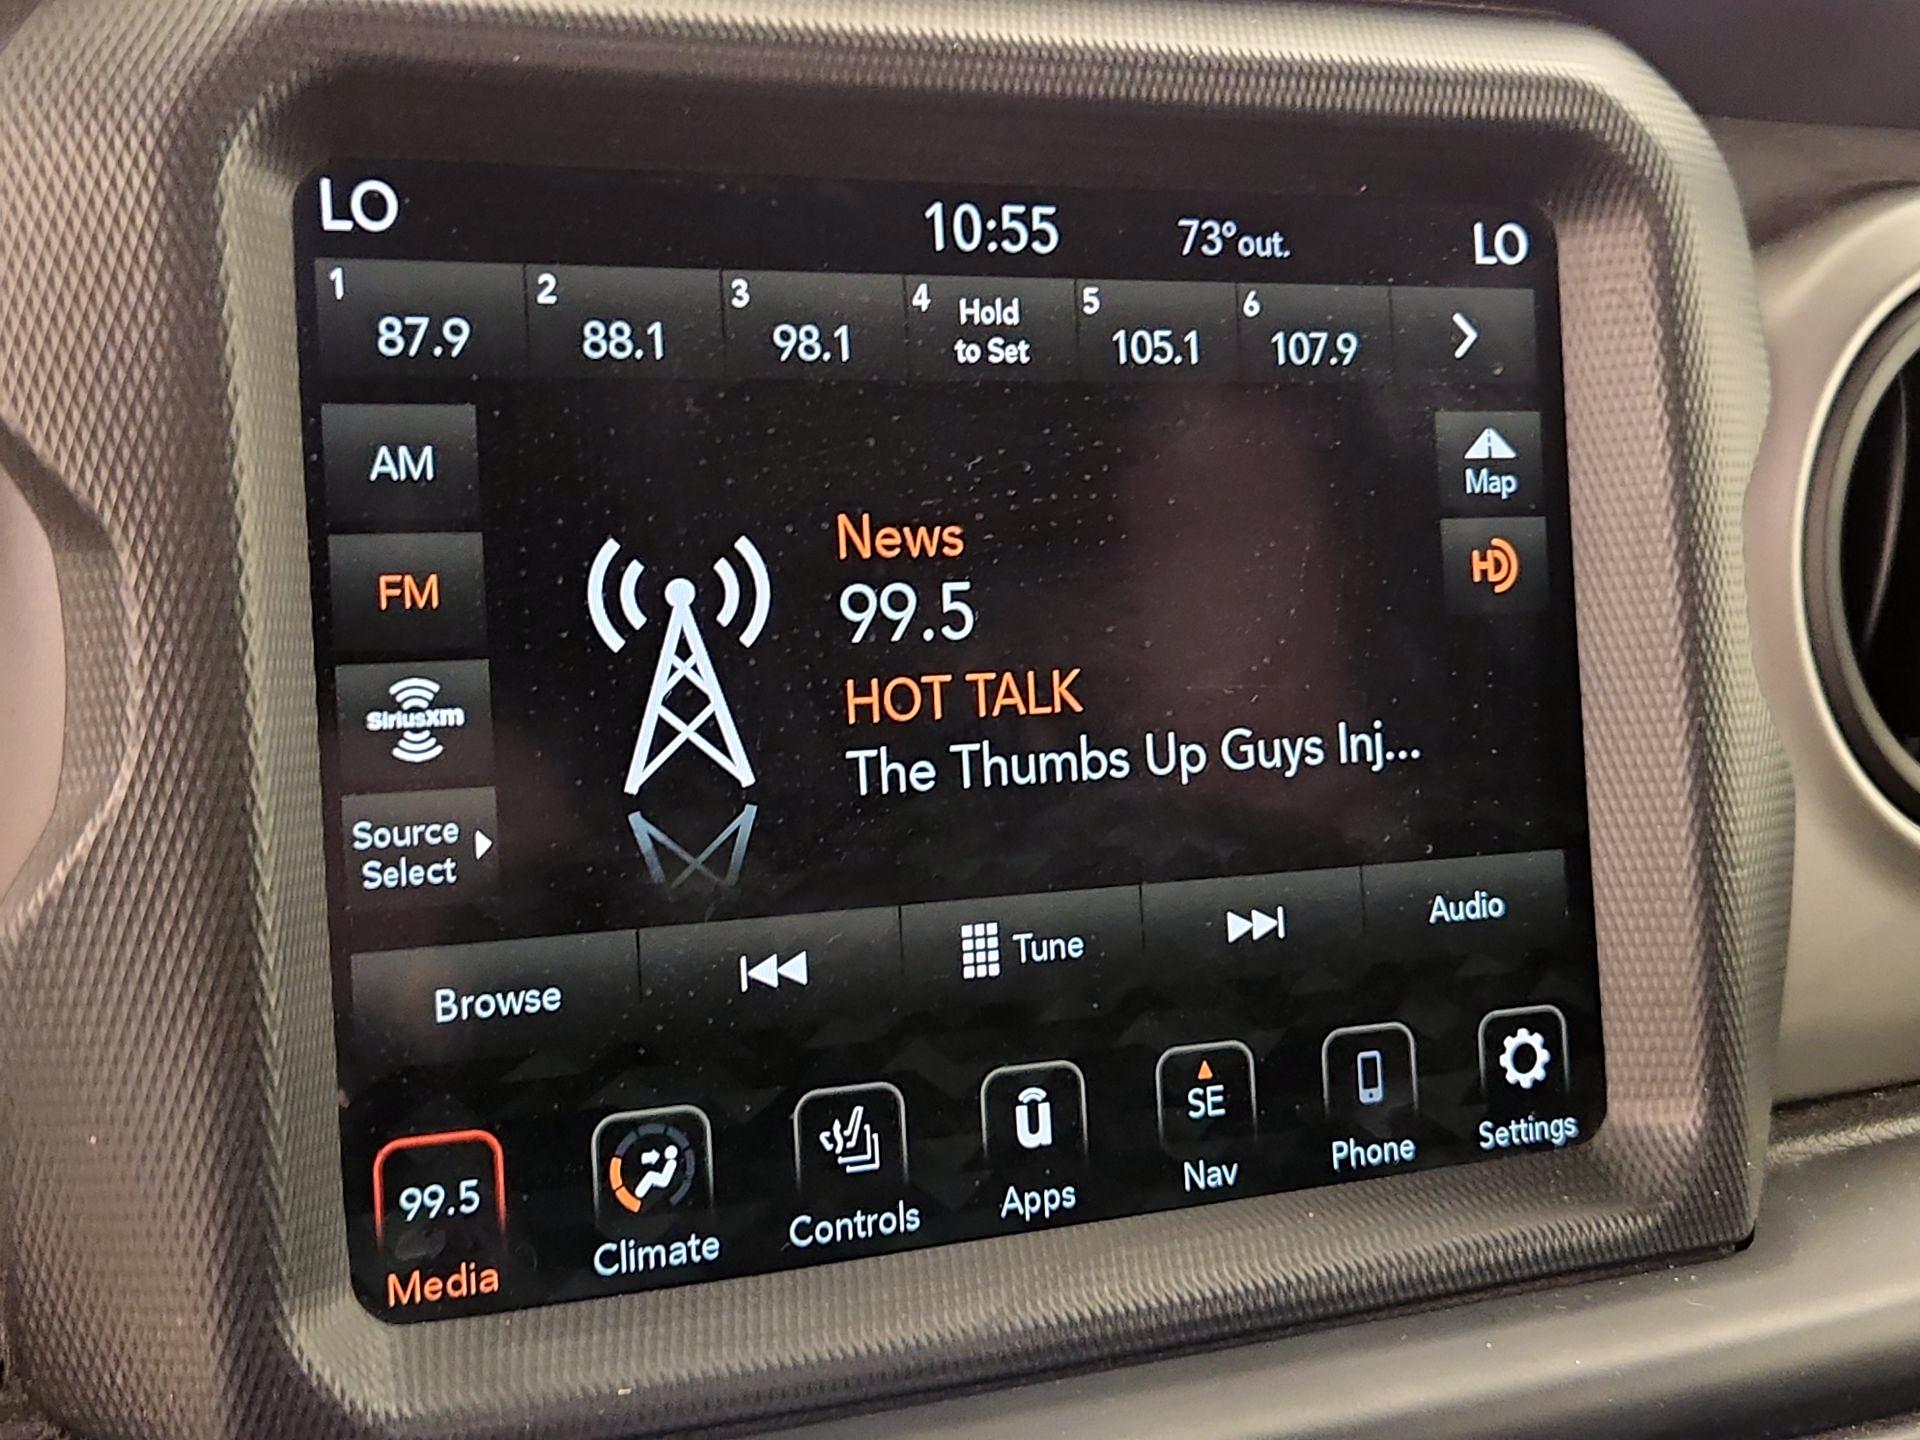 LO 10:55 73°out. LO
1 87.9 2 88.1 3 98.1 4 Hold to Set 5 105.1 6 107.9
AM
FM
SiriusXM
Source
Select
News
99.5
HOT TALK
The Thumbs Up Guys Inj...
Map
HD
Browse Tune Audio
99.5 u SE
Media Climate Controls Apps Nav Phone Settings